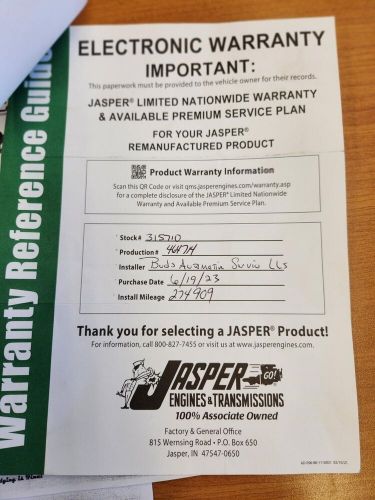 Warranty Reference Guide
ELECTRONIC WARRANTY
IMPORTANT:
This paperwork must be provided to the vehicle owner for their records.
JASPER® LIMITED NATIONWIDE WARRANTY
& AVAILABLE PREMIUM SERVICE PLAN
FOR YOUR JASPER®
REMANUFACTURED PRODUCT
Product Warranty Information
Scan this QR Code or visit qms.jasperengines.com/warranty.asp
for a complete disclosure of the JASPER® Limited Nationwide
Warranty and Available Premium Service Plan.
Stock# 315710
Production#
Installer Buds Automotive Service LLC
Purchase Date 6/19/23
Install Mileage 274909
Thank you for selecting a JASPER® Product!
For information, call 800-827-7455 or visit us at www.jasperengines.com.
JASPER GO!
ENGINES & TRANSMISSIONS
100% Associate Owned
Factory & General Office
815 Wernsing Road • P.O. Box 650
Jasper, IN 47547-0650